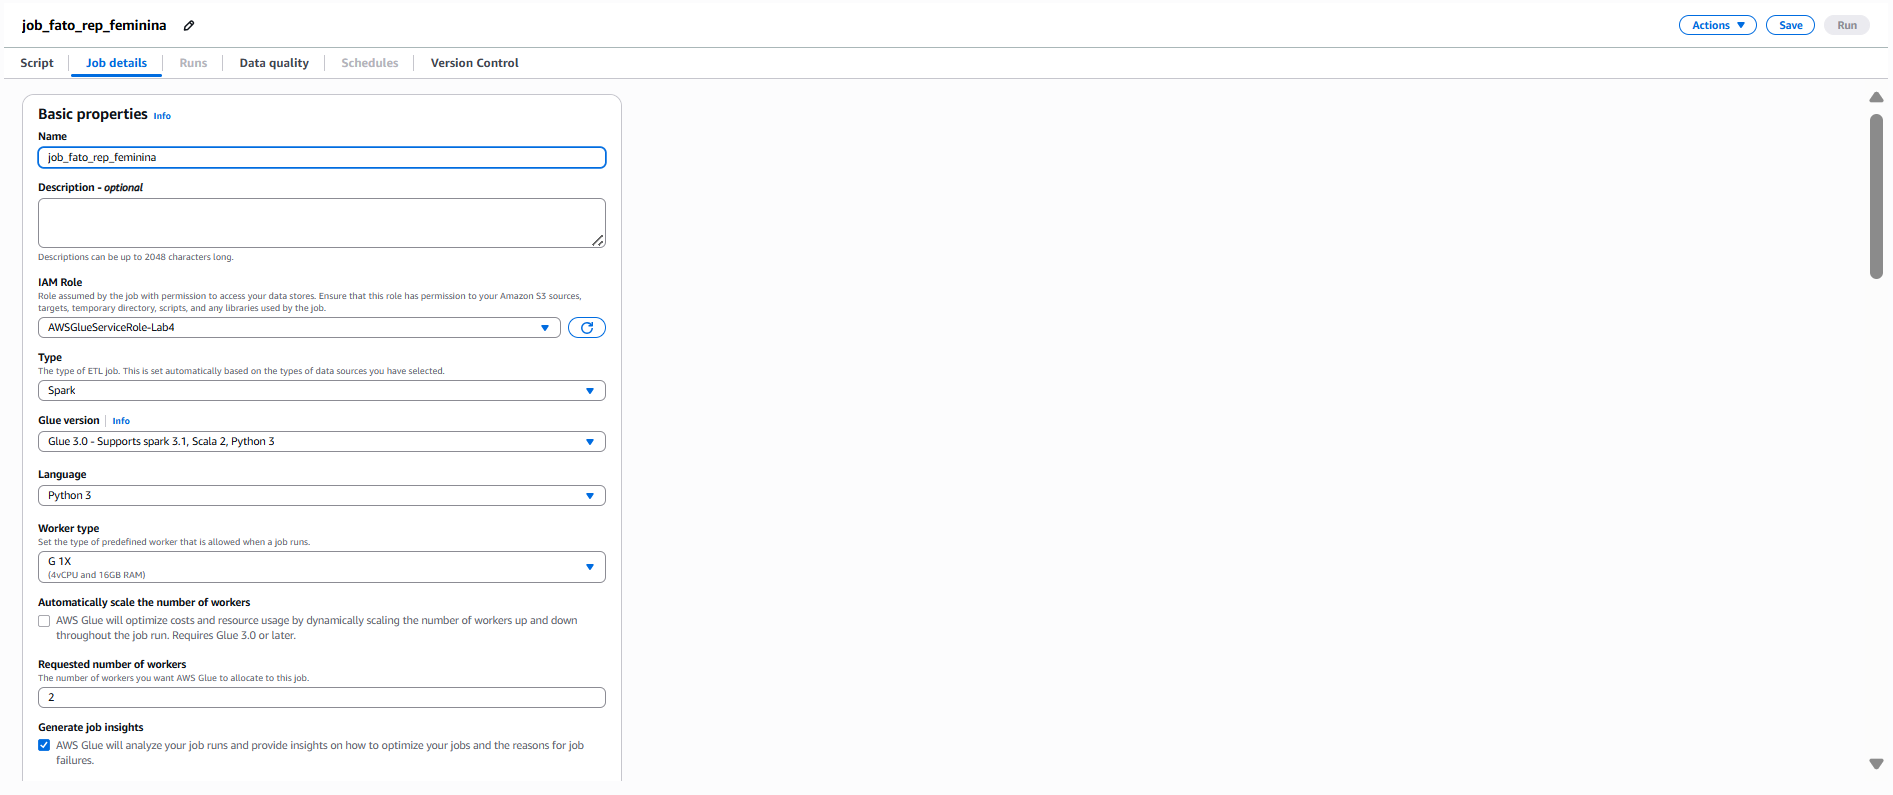 job_fato_rep_feminina
Actions
Save
Run
Script
Job details
Runs
Data quality
Schedules
Version Control
Basic properties Info
Name
job_fato_rep_feminina
Description - optional
Descriptions can be up to 2048 characters long.
IAM Role
Role assumed by the job with permission to access your data stores. Ensure that this role has permission to your Amazon S3 sources,
targets, temporary directory, scripts, and any libraries used by the job.
AWSGlueServiceRole-Lab4
Type
The type of ETL job. This is set automatically based on the types of data sources you have selected.
Spark
Glue version Info
Glue 3.0 - Supports spark 3.1, Scala 2, Python 3
Language
Python 3
Worker type
Set the type of predefined worker that is allowed when a job runs.
G 1X
(4vCPU and 16GB RAM)
Automatically scale the number of workers
AWS Glue will optimize costs and resource usage by dynamically scaling the number of workers up and down
throughout the job run. Requires Glue 3.0 or later.
Requested number of workers
The number of workers you want AWS Glue to allocate to this job.
2
Generate job insights
AWS Glue will analyze your job runs and provide insights on how to optimize your jobs and the reasons for job
failures.